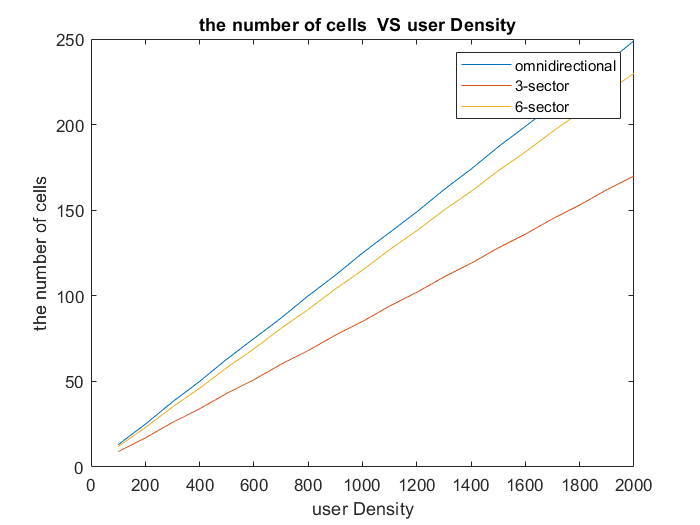 the number of cells  VS user Density
250
200
150
100
50
0
the number of cells
omnidirectional
3-sector
6-sector
0 200 400 600 800 1000 1200 1400 1600 1800 2000
user Density